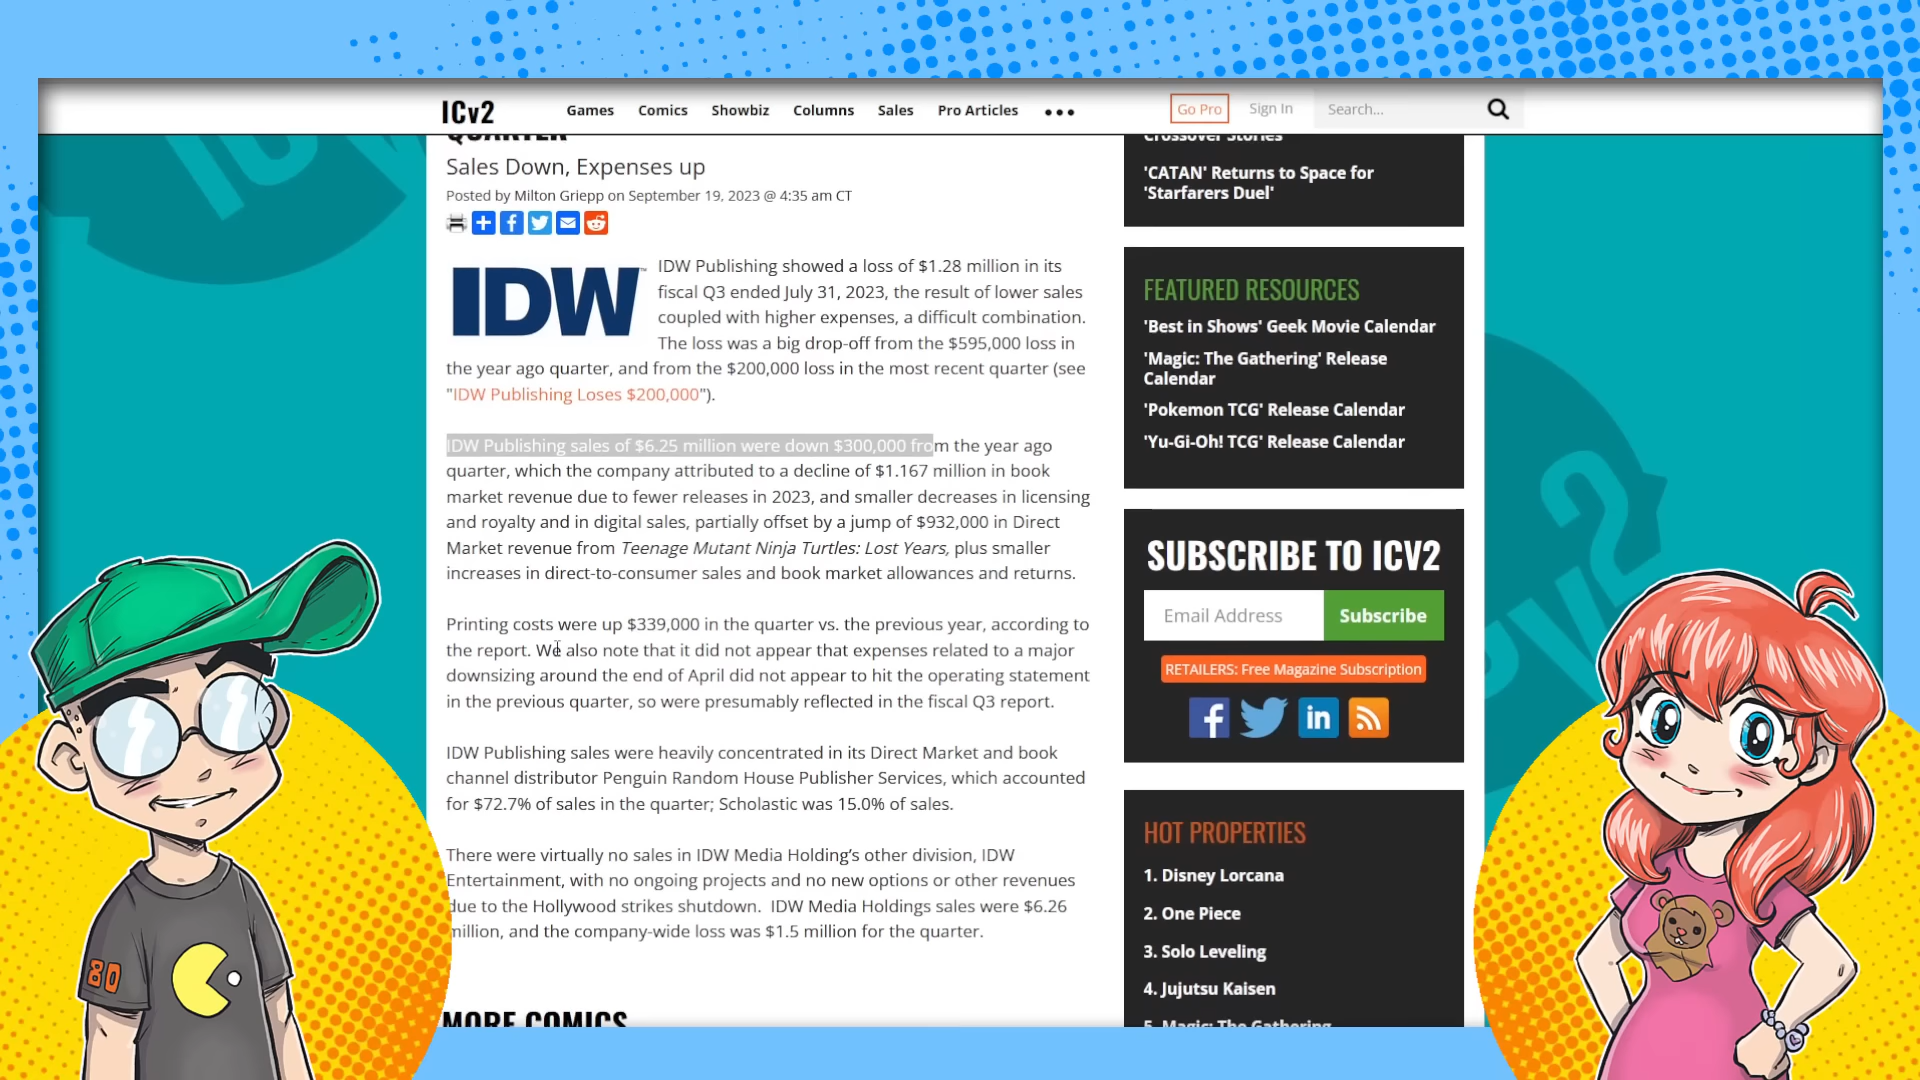 ICv2
Games
Comics
Showbiz
Columns
Sales
Pro Articles
Go Pro
Sign In
Search...
QUARTER
Sales Down, Expenses up
Posted by Milton Griepp on September 19, 2023 @ 4:35 am CT
IDW
IDW Publishing showed a loss of $1.28 million in its
fiscal Q3 ended July 31, 2023, the result of lower sales
coupled with higher expenses, a difficult combination.
The loss was a big drop-off from the $595,000 loss in
the year ago quarter, and from the $200,000 loss in the most recent quarter (see
"IDW Publishing Loses $200,000").
IDW Publishing sales of $6.25 million were down $300,000 from the year ago
quarter, which the company attributed to a decline of $1.167 million in book
market revenue due to fewer releases in 2023, and smaller decreases in licensing
and royalty and in digital sales, partially offset by a jump of $932,000 in Direct
Market revenue from Teenage Mutant Ninja Turtles: Lost Years, plus smaller
increases in direct-to-consumer sales and book market allowances and returns.
Printing costs were up $339,000 in the quarter vs. the previous year, according to
the report. We also note that it did not appear that expenses related to a major
downsizing around the end of April did not appear to hit the operating statement
in the previous quarter, so were presumably reflected in the fiscal Q3 report.
IDW Publishing sales were heavily concentrated in its Direct Market and book
channel distributor Penguin Random House Publisher Services, which accounted
for $72.7% of sales in the quarter; Scholastic was 15.0% of sales.
There were virtually no sales in IDW Media Holding's other division, IDW
Entertainment, with no ongoing projects and no new options or other revenues
due to the Hollywood strikes shutdown. IDW Media Holdings sales were $6.26
million, and the company-wide loss was $1.5 million for the quarter.
MORE COMICS
Crossover Stories
'CATAN' Returns to Space for
'Starfarers Duel'
FEATURED RESOURCES
'Best in Shows' Geek Movie Calendar
'Magic: The Gathering' Release
Calendar
'Pokemon TCG' Release Calendar
'Yu-Gi-Oh! TCG' Release Calendar
SUBSCRIBE TO ICV2
Email Address
Subscribe
RETAILERS: Free Magazine Subscription
HOT PROPERTIES
1. Disney Lorcana
2. One Piece
3. Solo Leveling
4. Jujutsu Kaisen
5. Magic: The Gathering
80